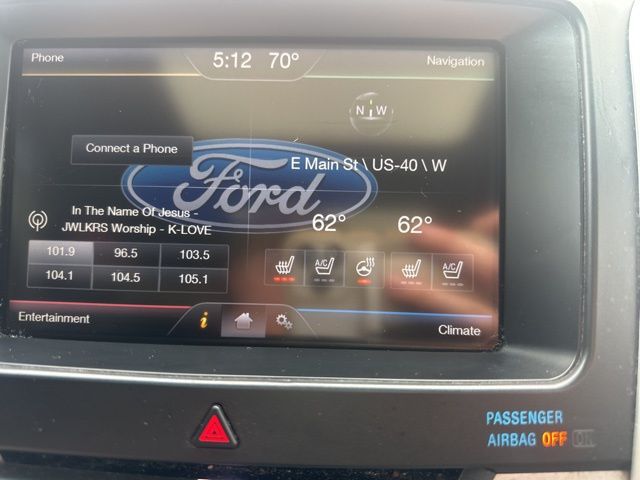 Phone
5:12 70°
Navigation
N W
Connect a Phone
E Main St \ US-40 \ W
Ford
In The Name Of Jesus -
JWLKRS Worship - K-LOVE
62° 62°
101.9 96.5 103.5
104.1 104.5 105.1
A/C A/C
Entertainment
i
Climate
PASSENGER
AIRBAG OFF ON